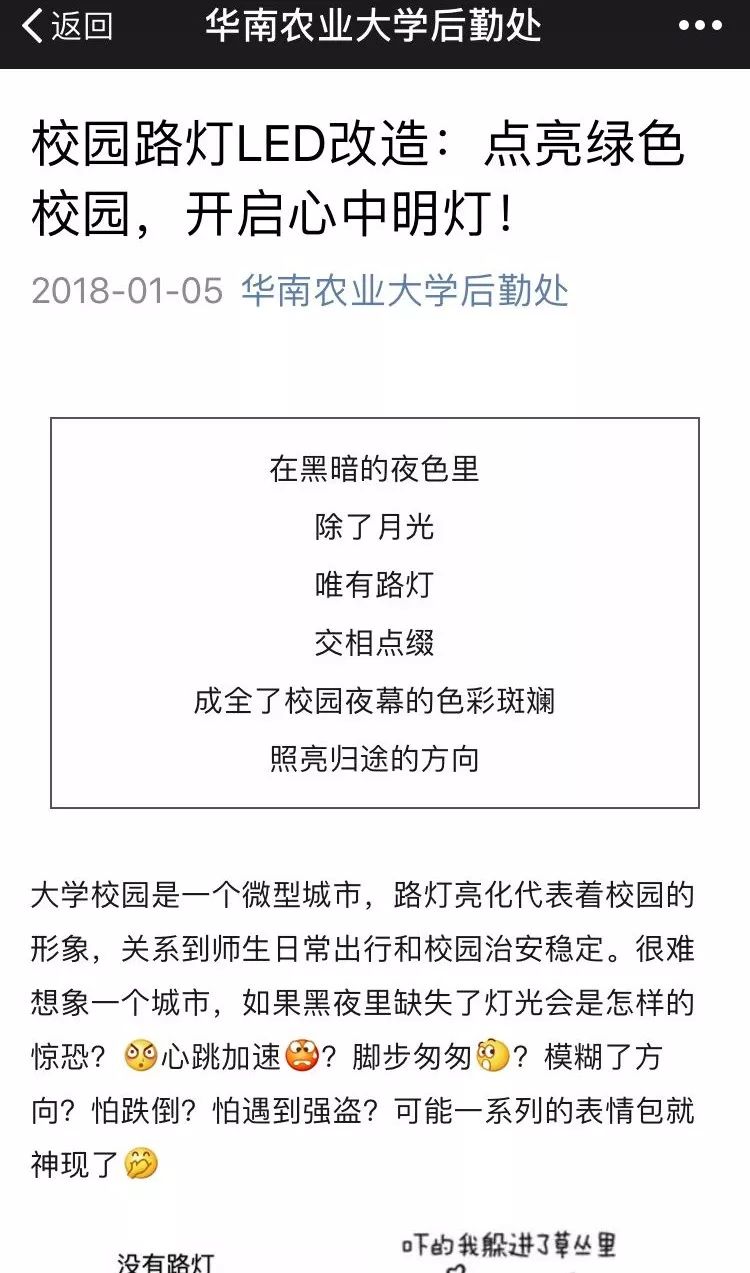 返回 华南农业大学后勤处
校园路灯LED改造：点亮绿色
校园，开启心中明灯！
2018-01-05 华南农业大学后勤处
在黑暗的夜色里
除了月光
唯有路灯
交相点缀
成全了校园夜幕的色彩斑斓
照亮归途的方向
大学校园是一个微型城市，路灯亮化代表着校园的
形象，关系到师生日常出行和校园治安稳定。很难
想象一个城市，如果黑夜里缺失了灯光会是怎样的
惊恐？心跳加速？脚步匆匆？模糊了方
向？怕跌倒？怕遇到强盗？可能一系列的表情包就
神现了
吓的我躲进了草丛里
没有路灯